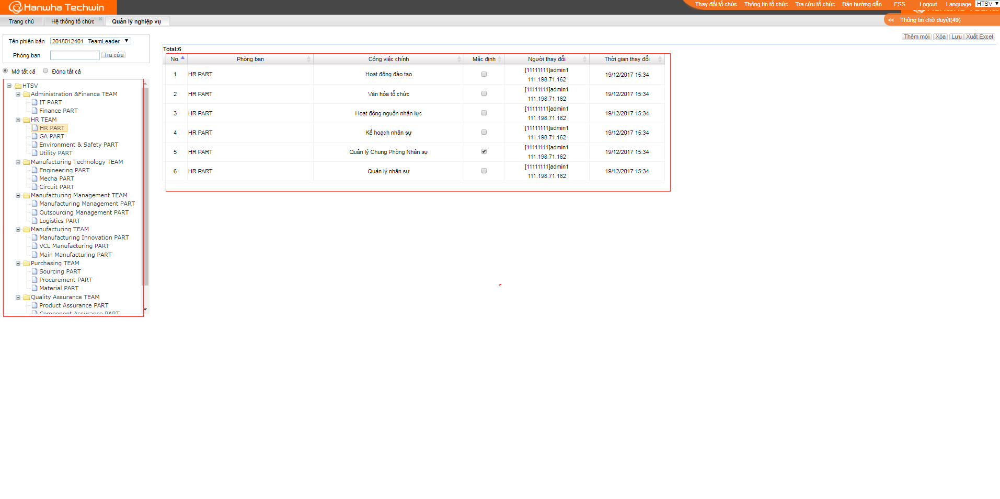 Hanwha Techwin
Thay đổi tổ chức Thông tin tổ chức Tra cứu tổ chức Bản hướng dẫn ESS Logout Language HTSV
Trang chủ Hệ thống tổ chức Quản lý nghiệp vụ
<< Thông tin chờ duyệt(49)
Tên phiên bản 2018012401 TeamLeader
Phòng ban Tra cứu
Mở tất cả Đóng tất cả
HTSV
Administration &Finance TEAM
IT PART
Finance PART
HR TEAM
HR PART
GA PART
Environment & Safety PART
Utility PART
Manufacturing Technology TEAM
Engineering PART
Mecha PART
Circuit PART
Manufacturing Management TEAM
Manufacturing Management PART
Outsourcing Management PART
Logistics PART
Manufacturing TEAM
Manufacturing Innovation PART
VCL Manufacturing PART
Main Manufacturing PART
Purchasing TEAM
Sourcing PART
Procurement PART
Material PART
Quality Assurance TEAM
Product Assurance PART
Component Assurance PART
Thêm mới Xóa Lưu Xuất Excel
Total:6
No. Phòng ban Công việc chính Mặc định Người thay đổi Thời gian thay đổi
1 HR PART Hoạt động đào tạo [11111111]admin1 19/12/2017 15:34
111.198.71.162
2 HR PART Văn hóa tổ chức [11111111]admin1 19/12/2017 15:34
111.198.71.162
3 HR PART Hoạt động nguồn nhân lực [11111111]admin1 19/12/2017 15:34
111.198.71.162
4 HR PART Kế hoạch nhân sự [11111111]admin1 19/12/2017 15:34
111.198.71.162
5 HR PART Quản lý Chung Phòng Nhân sự [11111111]admin1 19/12/2017 15:34
111.198.71.162
6 HR PART Quản lý nhân sự [11111111]admin1 19/12/2017 15:34
111.198.71.162